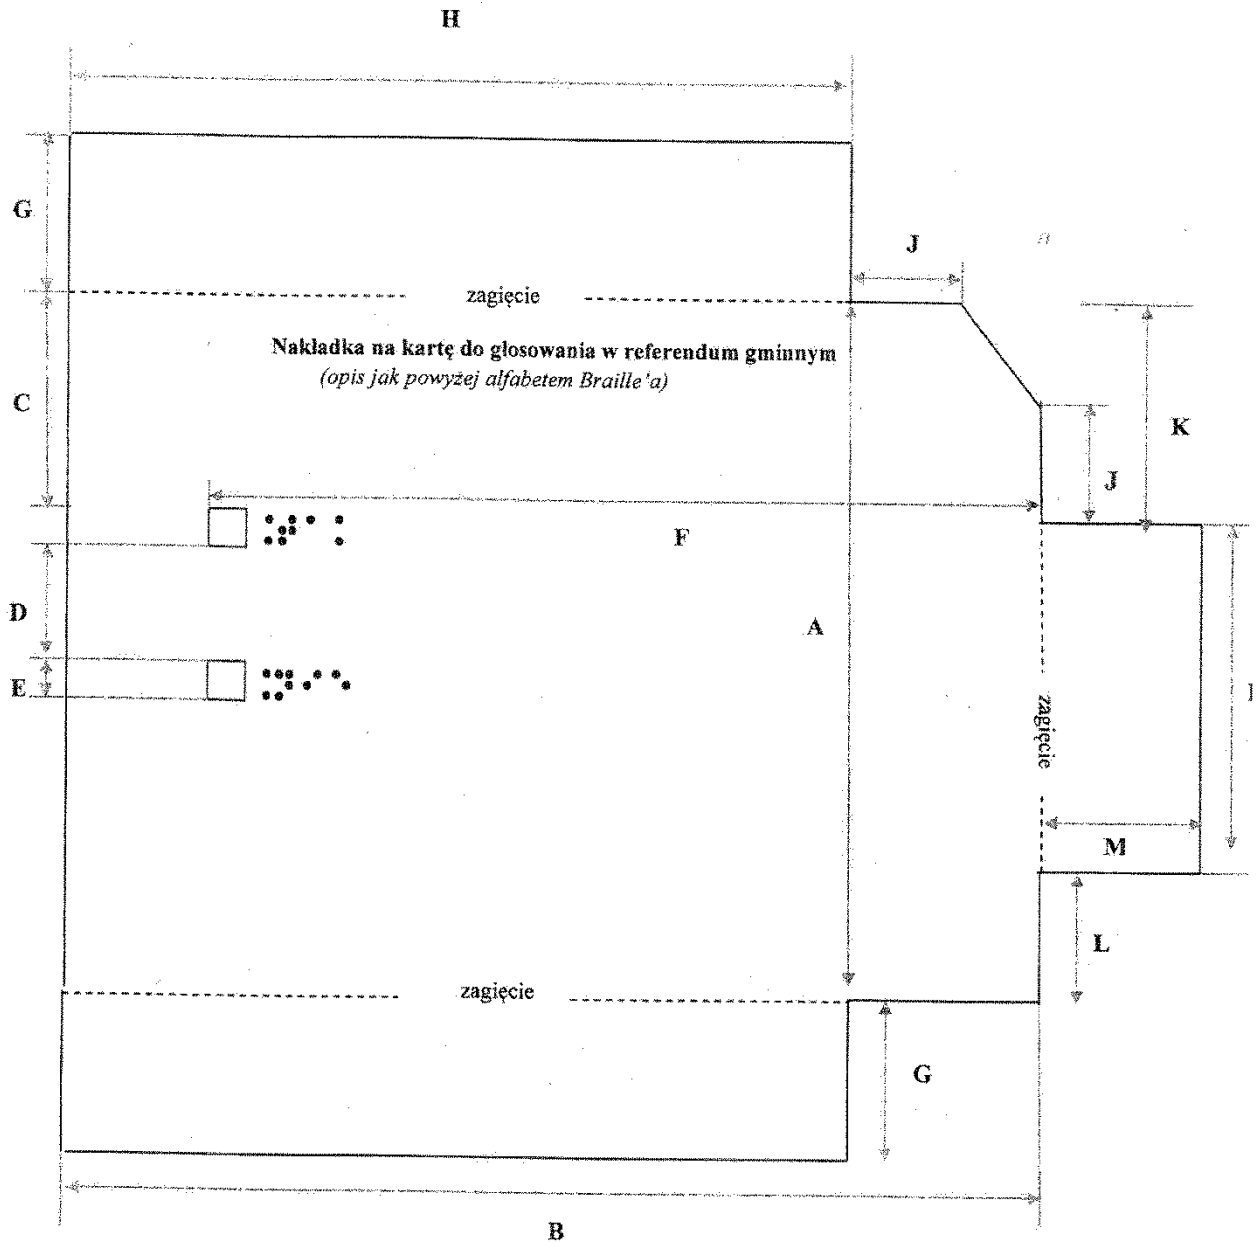 H
G
J
zagięcie
Nakładka na kartę do głosowania w referendum gminnym
(opis jak powyżej alfabetem Braille'a)
C
K
J
F
D
A
E
I
zagięcie
M
L
zagięcie
G
B